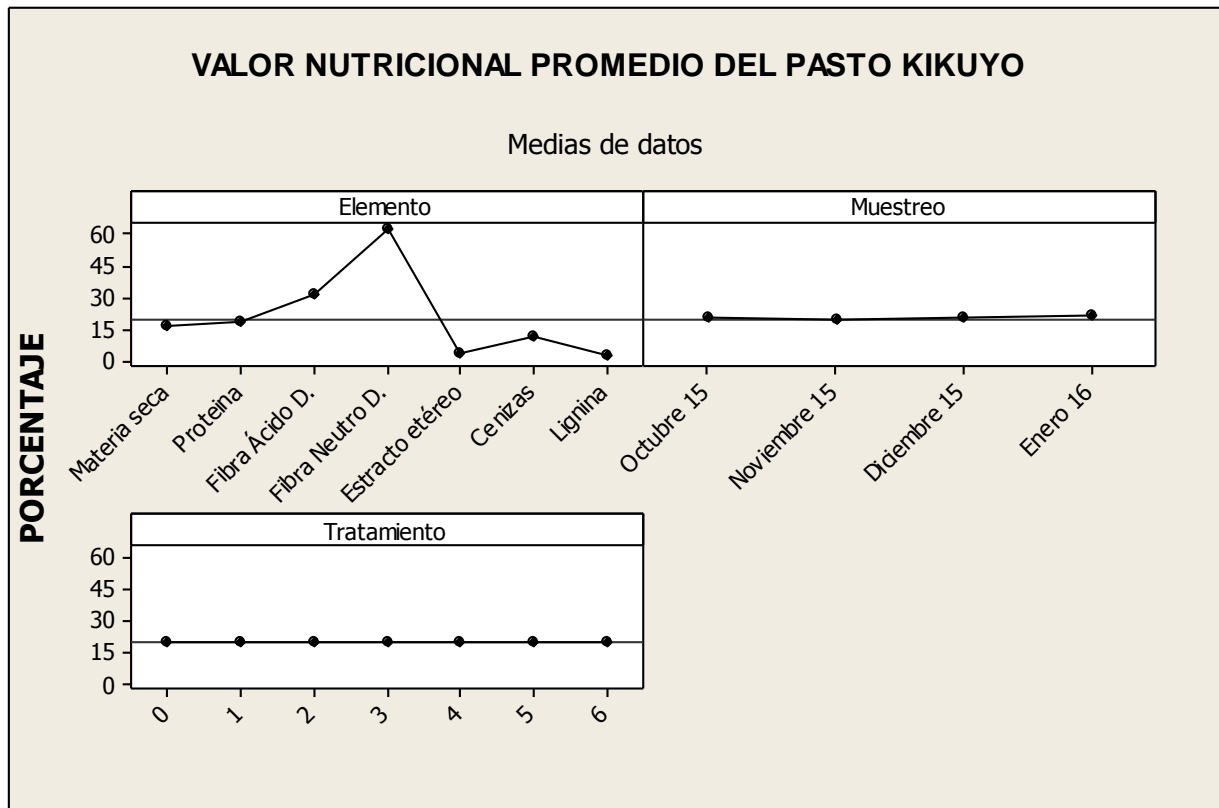 VALOR NUTRICIONAL PROMEDIO DEL PASTO KIKUYO
Medias de datos
PORCENTAJE
Elemento
60
45
30
15
0
Materia seca
Proteina
Fibra Ácido D.
Fibra Neutro D.
Estracto etéreo
Cenizas
Lignina
Muestreo
Octubre 15
Noviembre 15
Diciembre 15
Enero 16
Tratamiento
60
45
30
15
0
0
1
2
3
4
5
6